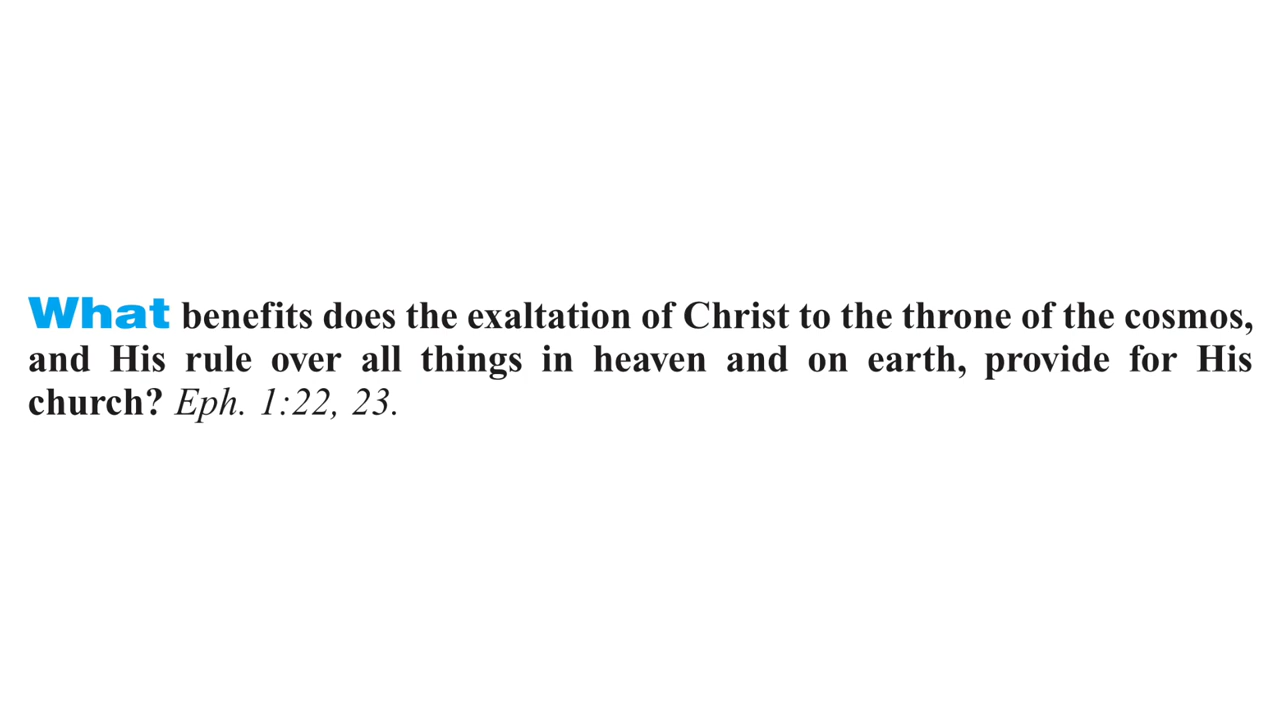 What benefits does the exaltation of Christ to the throne of the cosmos,
and His rule over all things in heaven and on earth, provide for His
church? Eph. 1:22, 23.